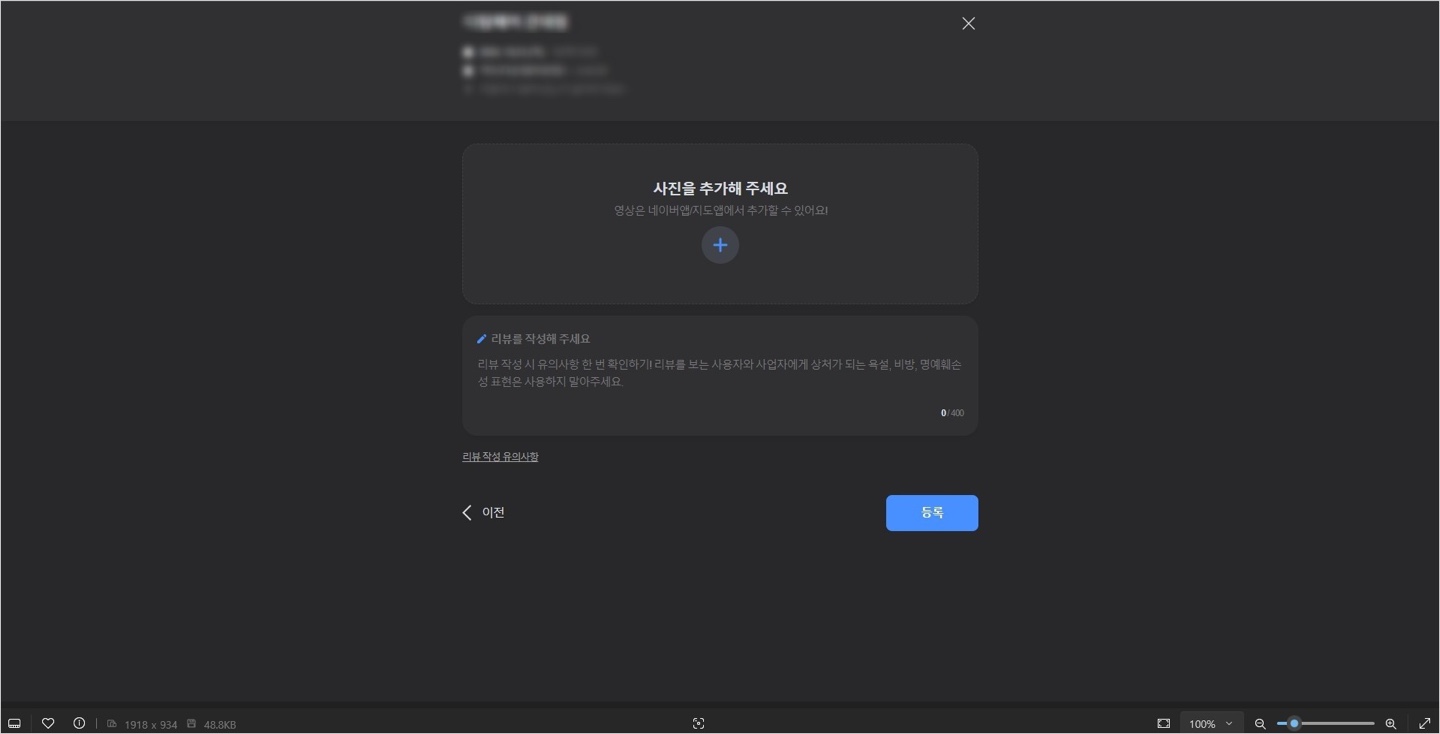 사진을 추가해 주세요
영상은 네이버앱/지도앱에서 추가할 수 있어요!
리뷰를 작성해 주세요
리뷰 작성 시 유의사항 한 번 확인하기! 리뷰를 보는 사용자와 사업자에게 상처가 되는 욕설, 비방, 명예훼손
성 표현은 사용하지 말아주세요.
0/400
리뷰 작성 유의사항
이전
등록
1918 x 934
48.8KB
100%